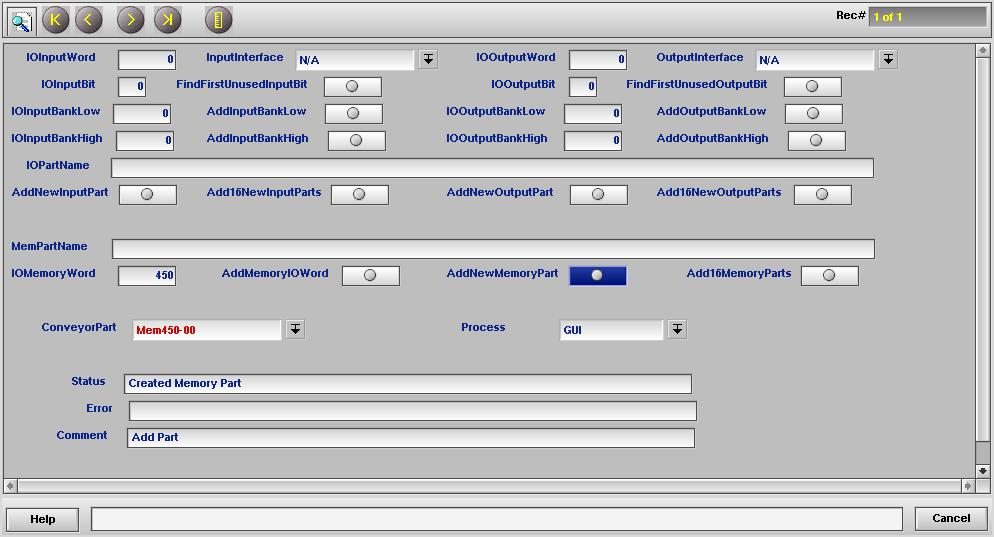 Rec# 1 of 1
IOInputWord 0 InputInterface N/A IOOutputWord 0 OutputInterface N/A
IOInputBit 0 FindFirstUnusedInputBit IOOutputBit 0 FindFirstUnusedOutputBit
IOInputBankLow 0 AddInputBankLow IOOutputBankLow 0 AddOutputBankLow
IOInputBankHigh 0 AddInputBankHigh IOOutputBankHigh 0 AddOutputBankHigh
IOPartName
AddNewInputPart Add16NewInputParts AddNewOutputPart Add16NewOutputParts
MemPartName
IOMemoryWord 450 AddMemoryIOWord AddNewMemoryPart Add16MemoryParts
ConveyorPart Mem450-00 Process GUI
Status Created Memory Part
Error
Comment Add Part
Help Cancel